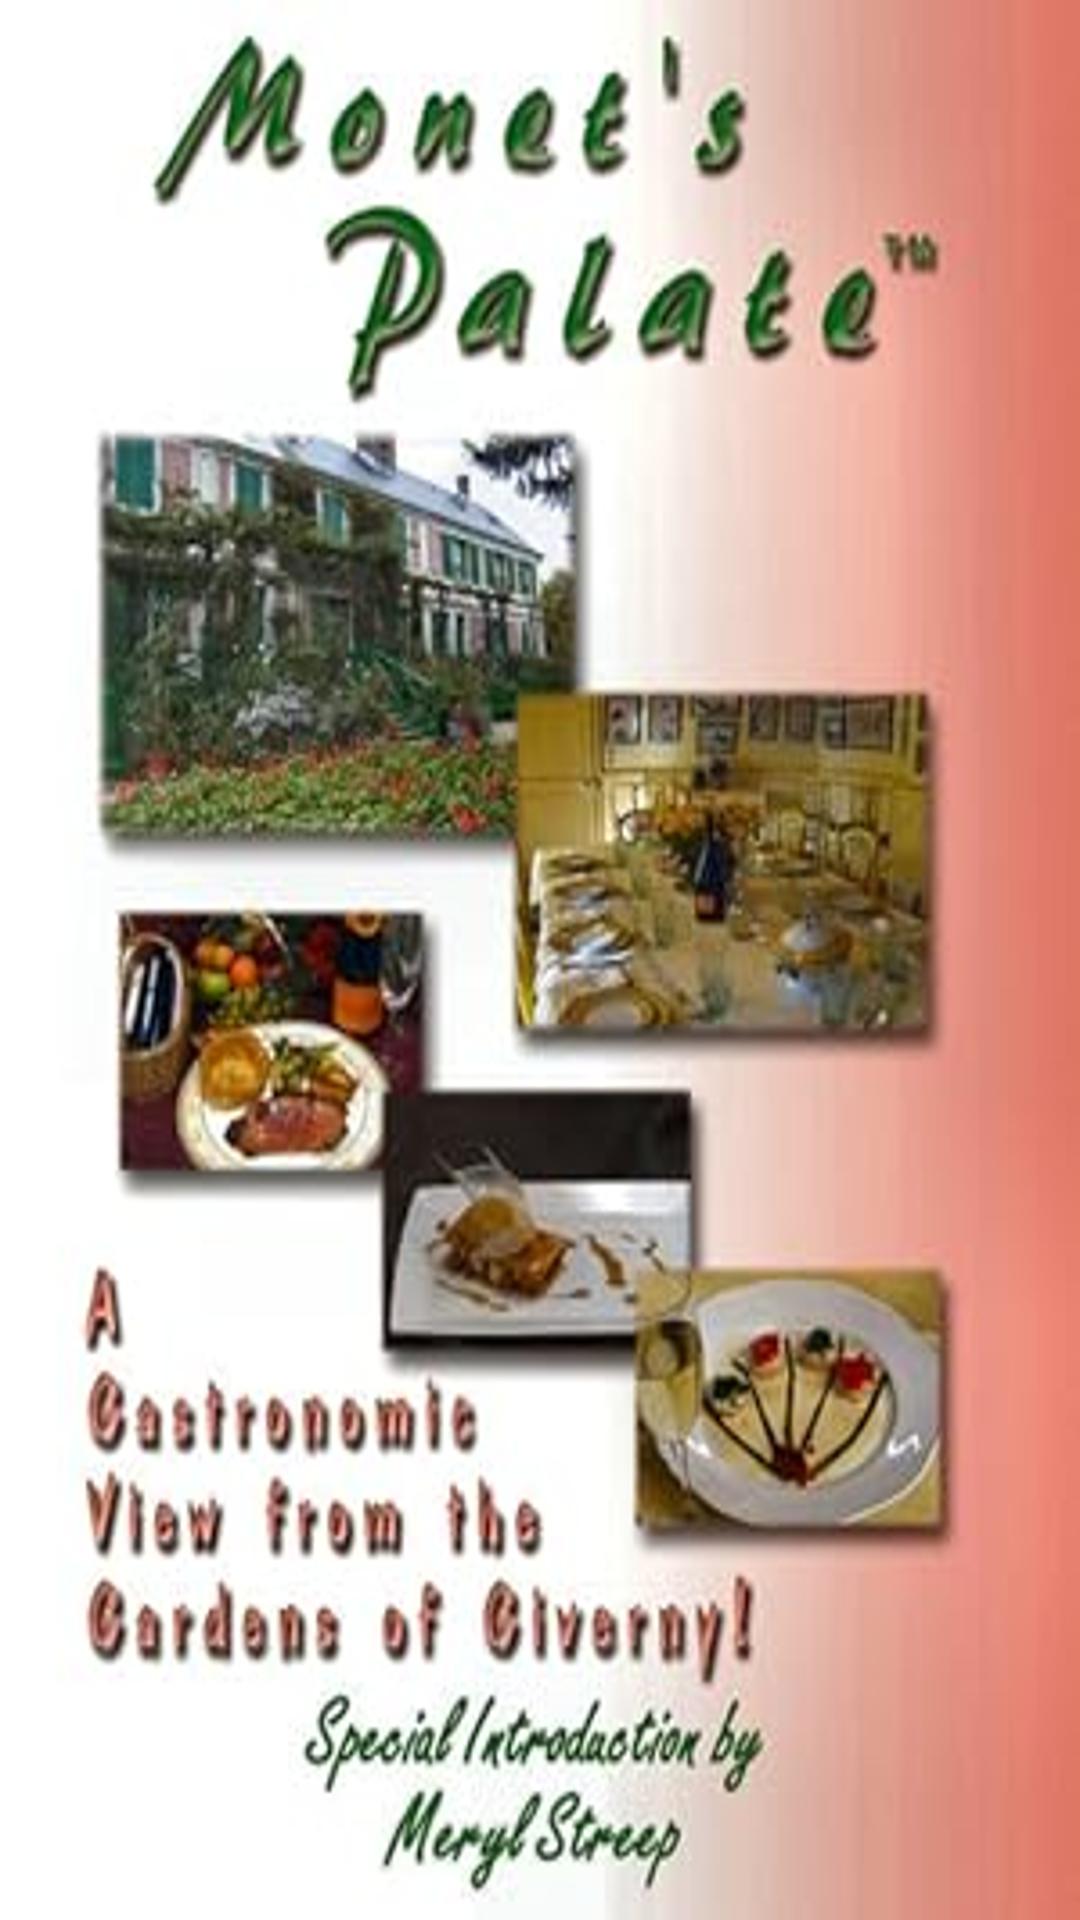 Monet's
Palate™
A
Gastronomic
View from the
Gardens of Giverny!
Special Introduction by
Meryl Streep